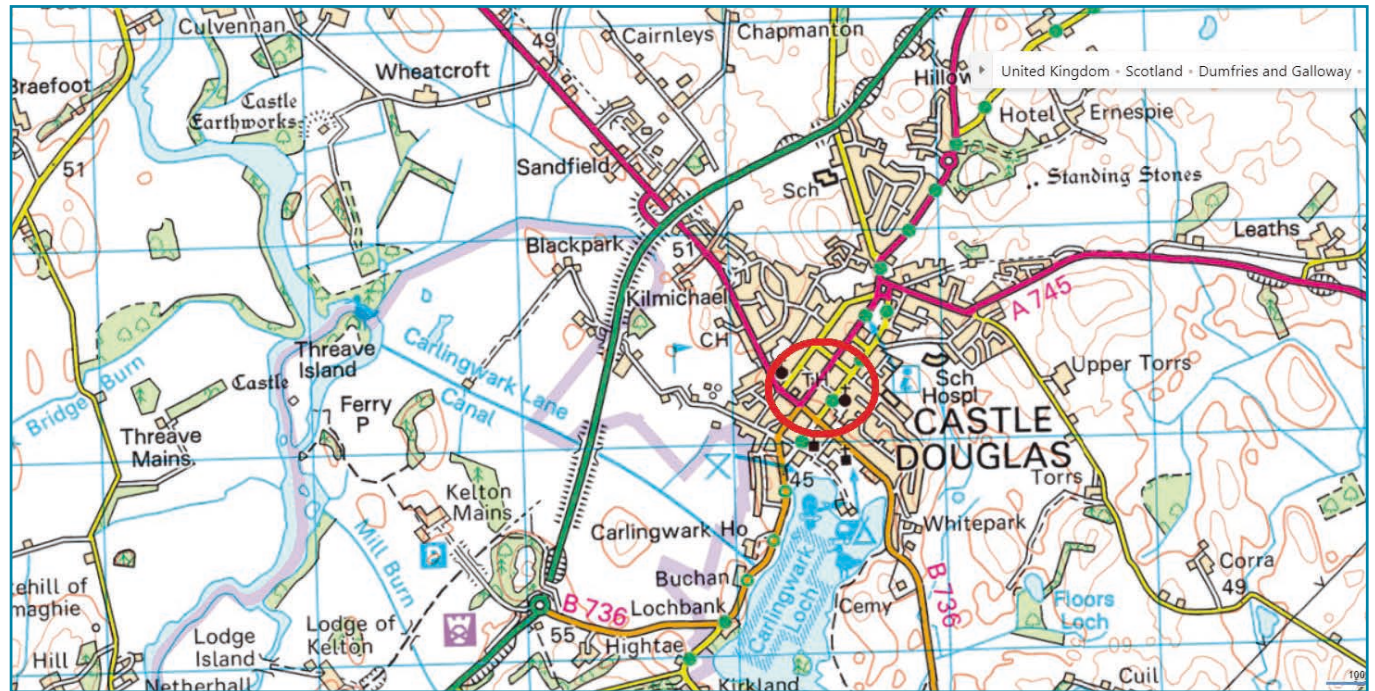 Culvennan
49
Cairnleys
Chapmanton
Braefoot
Wheatcroft
Hillow
United Kingdom • Scotland • Dumfries and Galloway •
Castle
Earthworks
Hotel
Ernespie
51
Sandfield
Sch
Standing Stones
Leaths
Blackpark
51
Kilmichael
A 745
CH
Threave
Island
Carlingwark Lane
Canal
Upper Torrs
Bridge Burn
Castle
TH
Sch
Hospl
Ferry
P
CASTLE
DOUGLAS
Threave
Mains
Torrs
Kelton
Mains
45
Whitepark
Carlingwark Ho
Mill Burn
Corra
49
Buchan
B 736
Lochbank
Carlingwark
Loch
Cemy
B 736
Floors
Loch
kehill of
maghie
Lodge
Island
Lodge of
Kelton
55
Hightae
Hill
Netherhall
Kirkland
Cuil